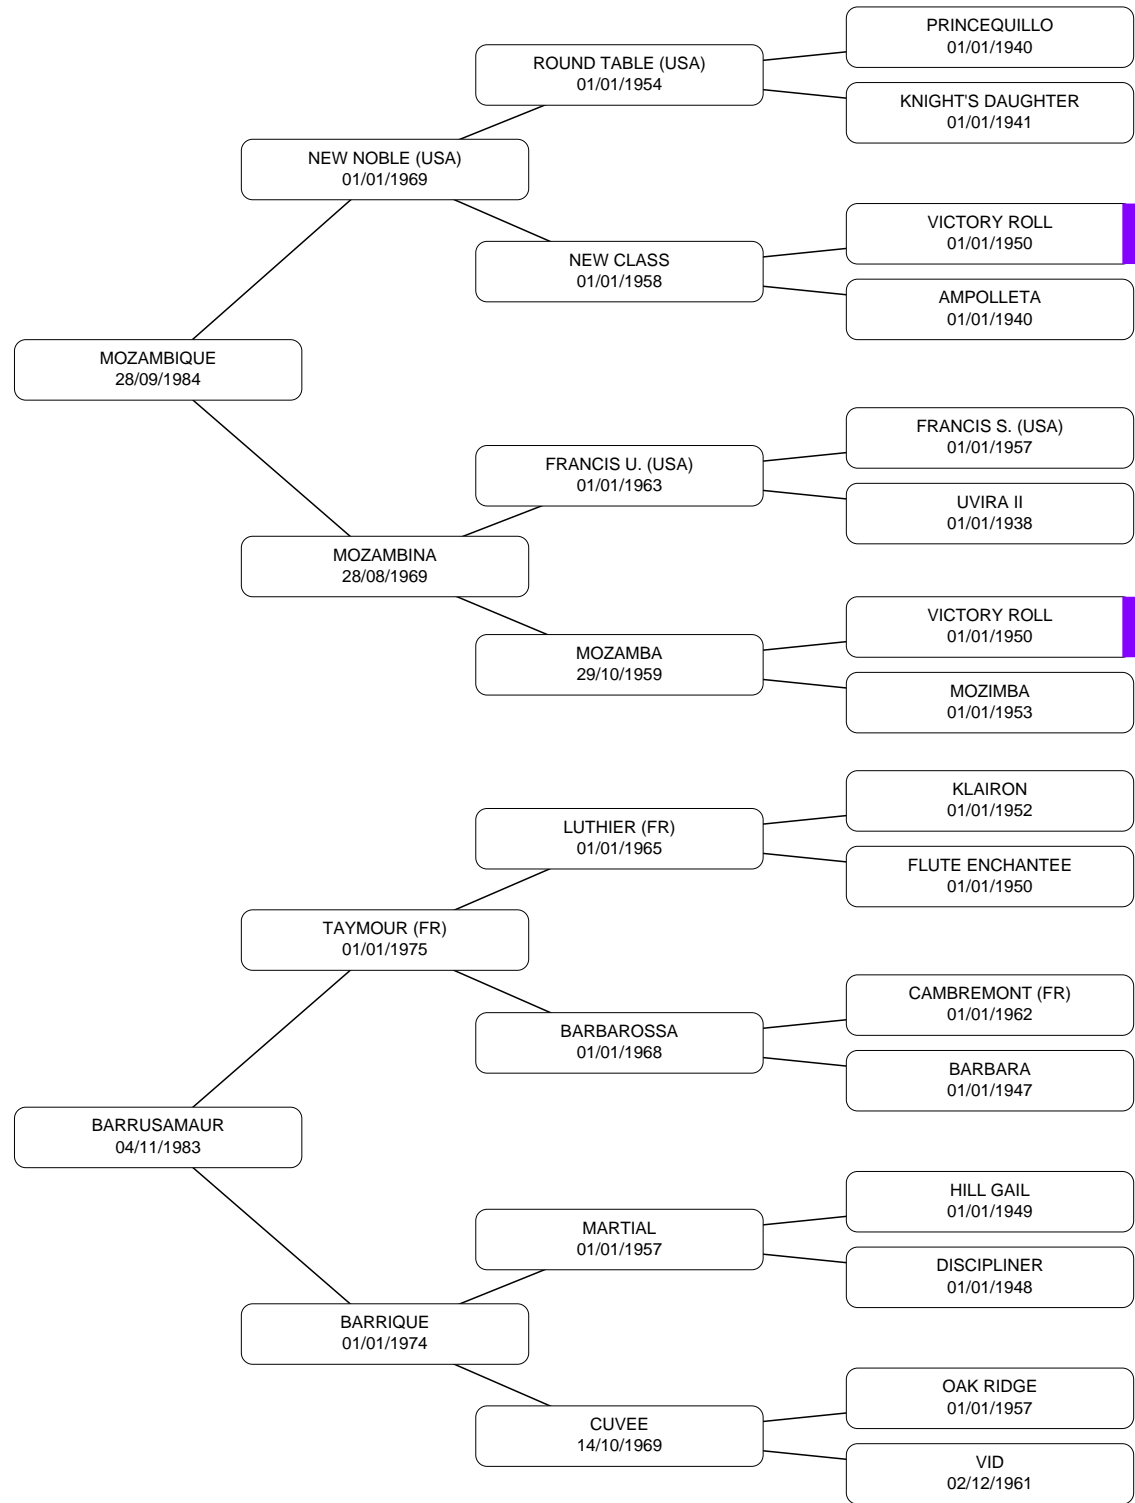 PRINCEQUILLO
01/01/1940
ROUND TABLE (USA)
01/01/1954
KNIGHT'S DAUGHTER
01/01/1941
NEW NOBLE (USA)
01/01/1969
VICTORY ROLL
01/01/1950
NEW CLASS
01/01/1958
AMPOLLETA
01/01/1940
MOZAMBIQUE
28/09/1984
FRANCIS S. (USA)
01/01/1957
FRANCIS U. (USA)
01/01/1963
UVIRA II
01/01/1938
MOZAMBINA
28/08/1969
VICTORY ROLL
01/01/1950
MOZAMBA
29/10/1959
MOZIMBA
01/01/1953
KLAIRON
01/01/1952
LUTHIER (FR)
01/01/1965
FLUTE ENCHANTEE
01/01/1950
TAYMOUR (FR)
01/01/1975
CAMBREMONT (FR)
01/01/1962
BARBAROSSA
01/01/1968
BARBARA
01/01/1947
BARRUSAMAUR
04/11/1983
HILL GAIL
01/01/1949
MARTIAL
01/01/1957
DISCIPLINER
01/01/1948
BARRIQUE
01/01/1974
OAK RIDGE
01/01/1957
CUVEE
14/10/1969
VID
02/12/1961